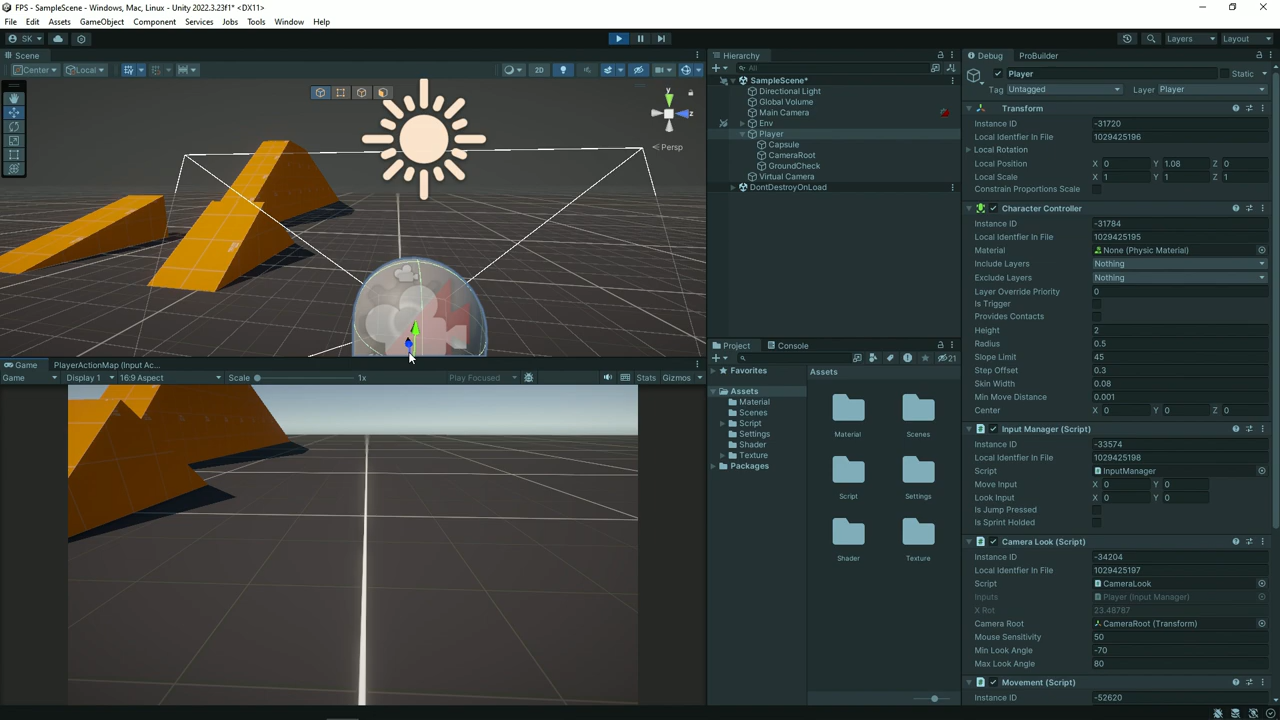 FPS - SampleScene - Windows, Mac, Linux - Unity 2022.3.23f1* <DX11>
File Edit Assets GameObject Component Services Jobs Tools Window Help
SK Layers Layout
Scene
Center Local 2D
Persp
Game PlayerActionMap (Input Ac...
Game Display 1 16:9 Aspect Scale 1x Play Focused Stats Gizmos
Hierarchy
All
SampleScene*
Directional Light
Global Volume
Main Camera
Env
Player
Capsule
CameraRoot
GroundCheck
Virtual Camera
DontDestroyOnLoad
Project Console
21
Favorites
Assets
Material
Scenes
Script
Settings
Shader
Texture
Packages
Assets
Material Scenes
Script Settings
Shader Texture
Debug ProBuilder
Player Static
Tag Untagged Layer Player
Transform
Instance ID -31720
Local Identfier In File 1029425196
Local Rotation
Local Position X 0 Y 1.08 Z 0
Local Scale X 1 Y 1 Z 1
Constrain Proportions Scale
Character Controller
Instance ID -31784
Local Identfier In File 1029425195
Material None (Physic Material)
Include Layers Nothing
Exclude Layers Nothing
Layer Override Priority 0
Is Trigger
Provides Contacts
Height 2
Radius 0.5
Slope Limit 45
Step Offset 0.3
Skin Width 0.08
Min Move Distance 0.001
Center X 0 Y 0 Z 0
Input Manager (Script)
Instance ID -33574
Local Identfier In File 1029425198
Script InputManager
Move Input X 0 Y 0
Look Input X 0 Y 0
Is Jump Pressed
Is Sprint Holded
Camera Look (Script)
Instance ID -34204
Local Identfier In File 1029425197
Script CameraLook
Inputs Player (Input Manager)
X Rot 23.48787
Camera Root CameraRoot (Transform)
Mouse Sensitivity 50
Min Look Angle -70
Max Look Angle 80
Movement (Script)
Instance ID -52620